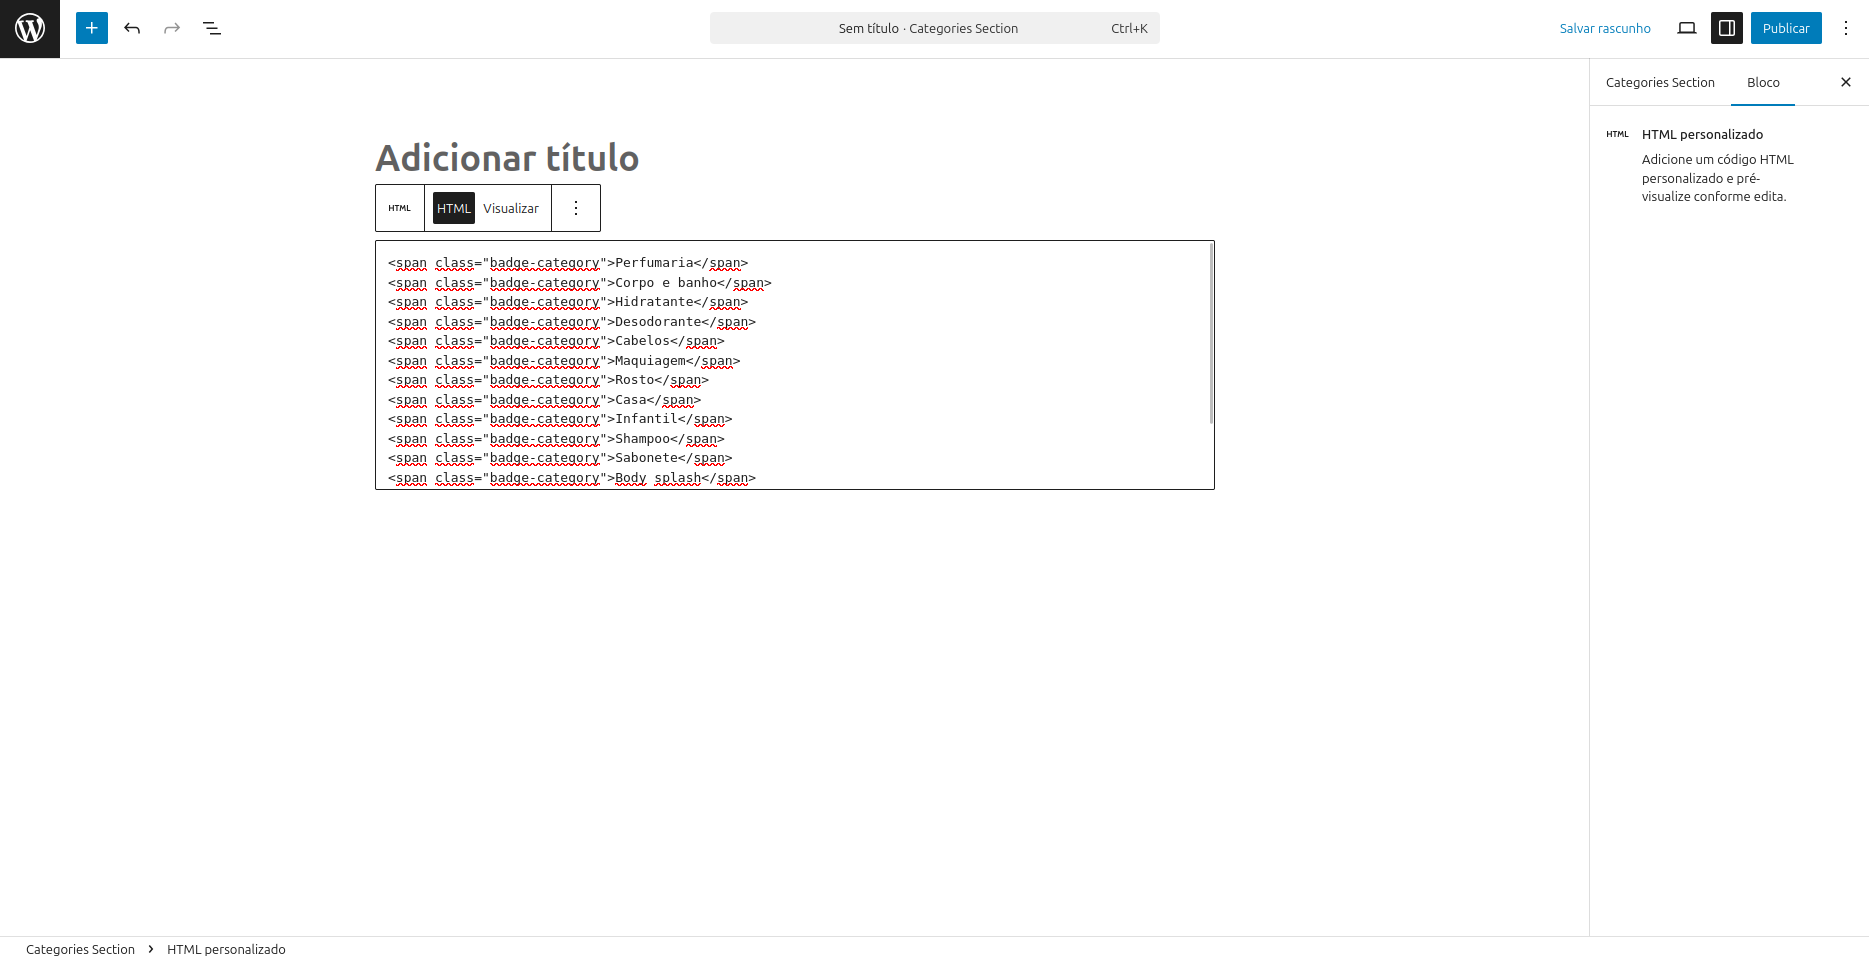 Sem título · Categories Section Ctrl+K
Salvar rascunho
Publicar
Categories Section Bloco
HTML HTML personalizado
Adicione um código HTML
personalizado e pré-
visualize conforme edita.
Adicionar título
HTML HTML Visualizar
<span class="badge-category">Perfumaria</span>
<span class="badge-category">Corpo e banho</span>
<span class="badge-category">Hidratante</span>
<span class="badge-category">Desodorante</span>
<span class="badge-category">Cabelos</span>
<span class="badge-category">Maquiagem</span>
<span class="badge-category">Rosto</span>
<span class="badge-category">Casa</span>
<span class="badge-category">Infantil</span>
<span class="badge-category">Shampoo</span>
<span class="badge-category">Sabonete</span>
<span class="badge-category">Body splash</span>
Categories Section › HTML personalizado